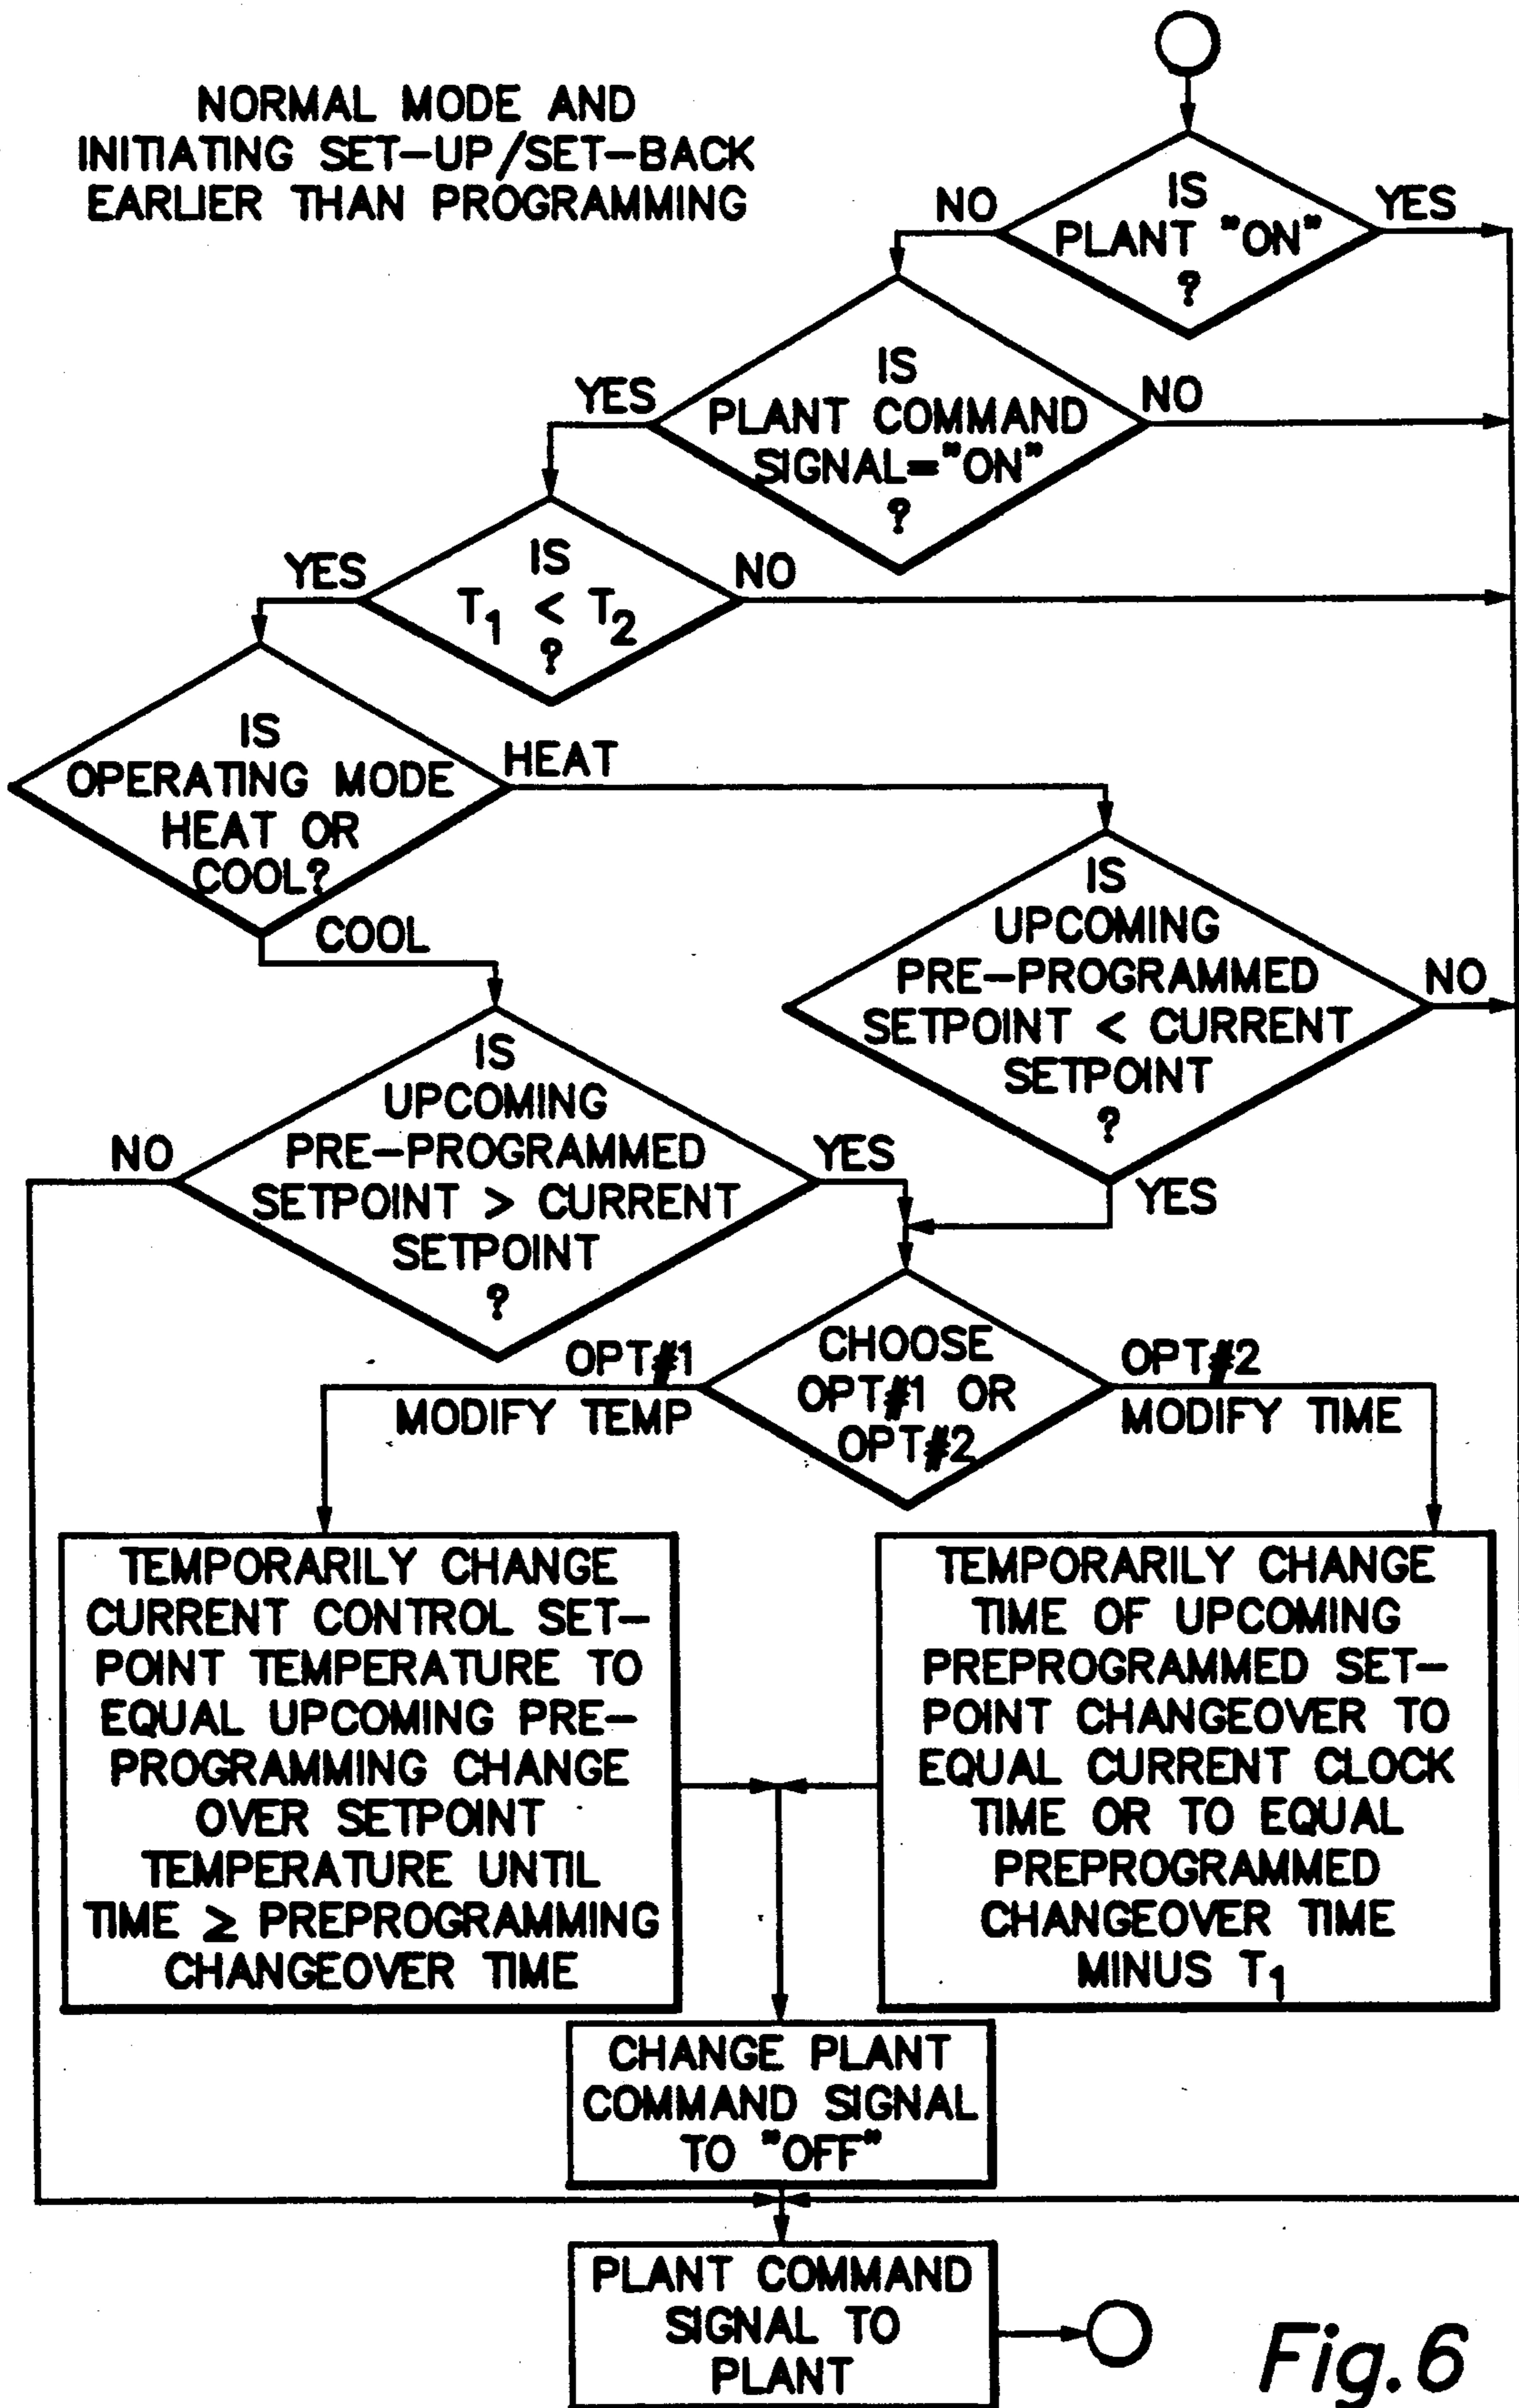 NORMAL MODE AND
INITIATING SET-UP/SET-BACK
EARLIER THAN PROGRAMMING
IS
PLANT "ON"
?
NO
YES
IS
PLANT COMMAND
SIGNAL="ON"
?
YES
NO
IS
T1 < T2
?
YES
NO
IS
OPERATING MODE
HEAT OR
COOL?
HEAT
COOL
IS
UPCOMING
PRE-PROGRAMMED
SETPOINT < CURRENT
SETPOINT
?
NO
YES
IS
UPCOMING
PRE-PROGRAMMED
SETPOINT > CURRENT
SETPOINT
?
NO
YES
CHOOSE
OPT#1 OR
OPT#2
OPT#1
MODIFY TEMP
OPT#2
MODIFY TIME
TEMPORARILY CHANGE
CURRENT CONTROL SET-
POINT TEMPERATURE TO
EQUAL UPCOMING PRE-
PROGRAMMING CHANGE
OVER SETPOINT
TEMPERATURE UNTIL
TIME ≥ PREPROGRAMMING
CHANGEOVER TIME
TEMPORARILY CHANGE
TIME OF UPCOMING
PREPROGRAMMED SET-
POINT CHANGEOVER TO
EQUAL CURRENT CLOCK
TIME OR TO EQUAL
PREPROGRAMMED
CHANGEOVER TIME
MINUS T1
CHANGE PLANT
COMMAND SIGNAL
TO "OFF"
PLANT COMMAND
SIGNAL TO
PLANT
Fig.6